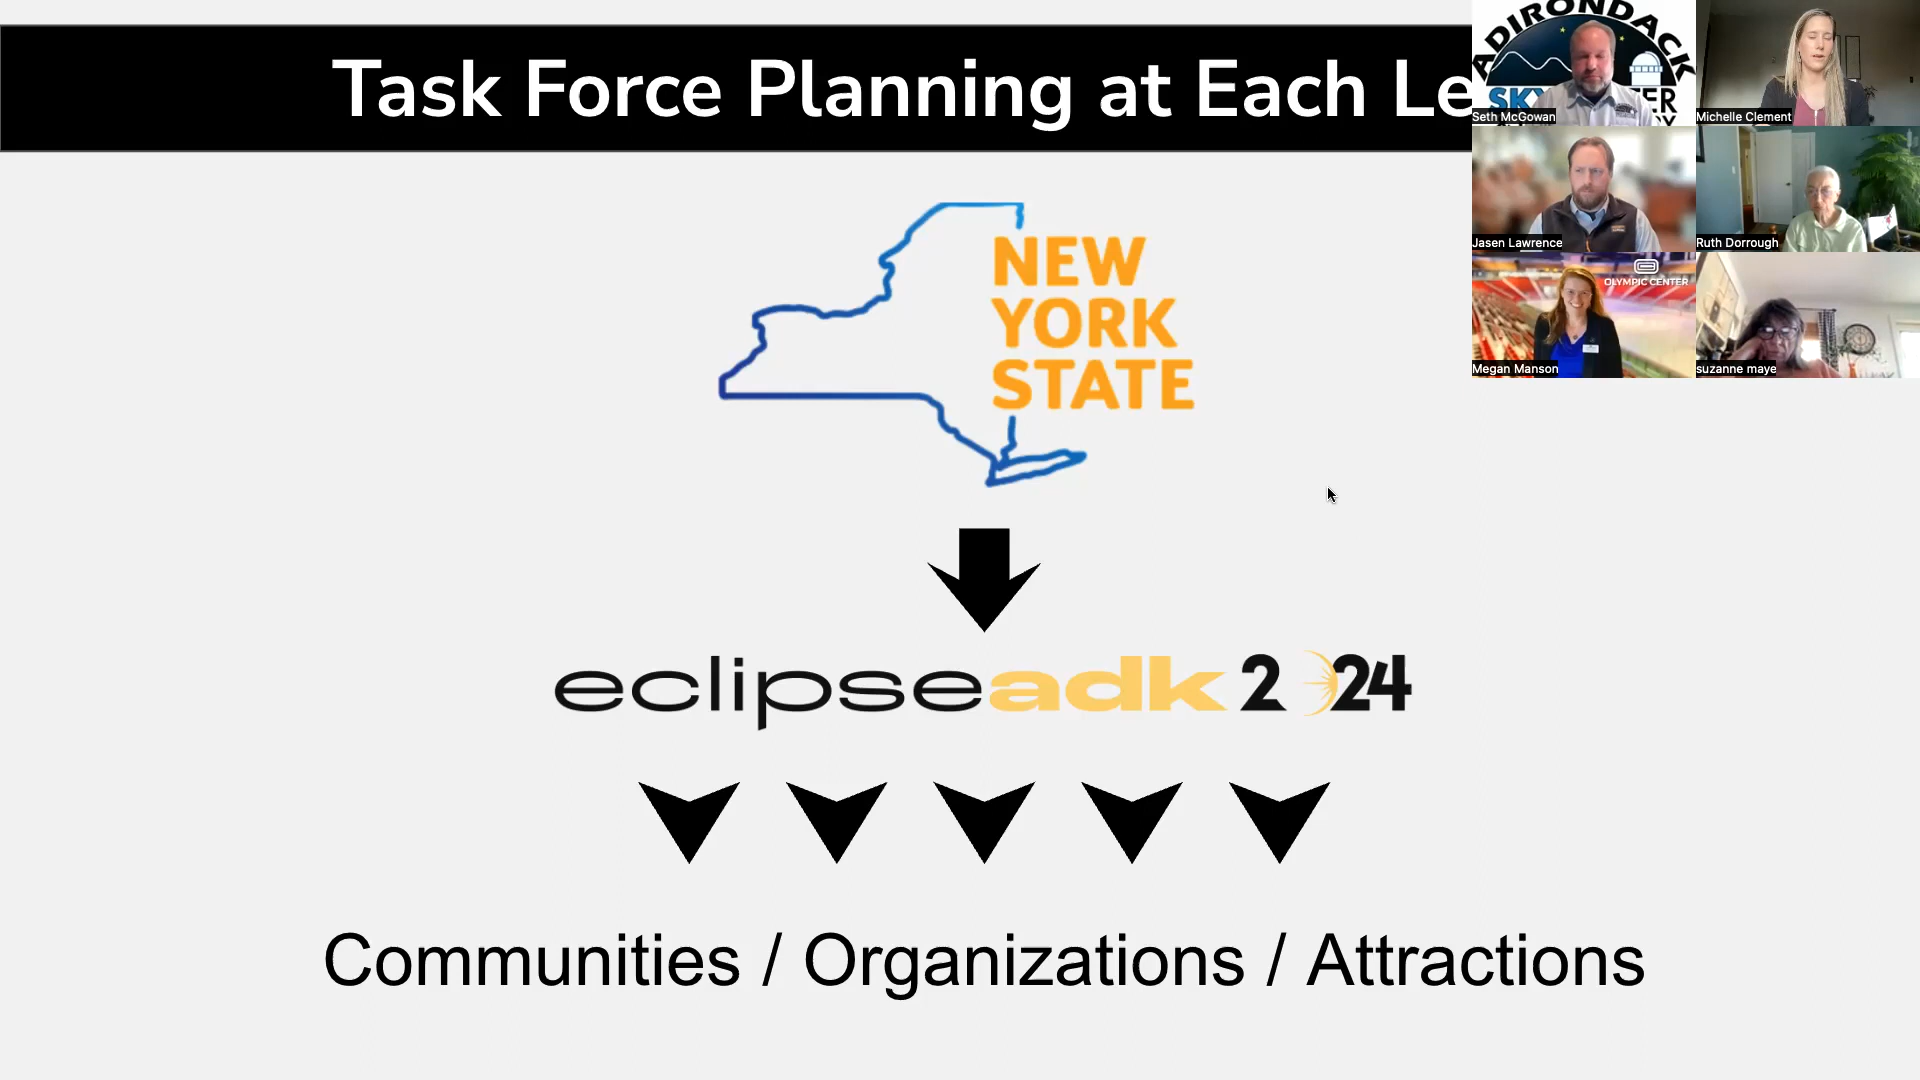 Task Force Planning at Each Le
NEW
YORK
STATE
eclipseadk2024
Communities / Organizations / Attractions
ADIRONDACK
SKY TER
Seth McGowan
Michelle Clement
Jasen Lawrence
Ruth Dorrough
OLYMPIC CENTER
Megan Manson
suzanne maye